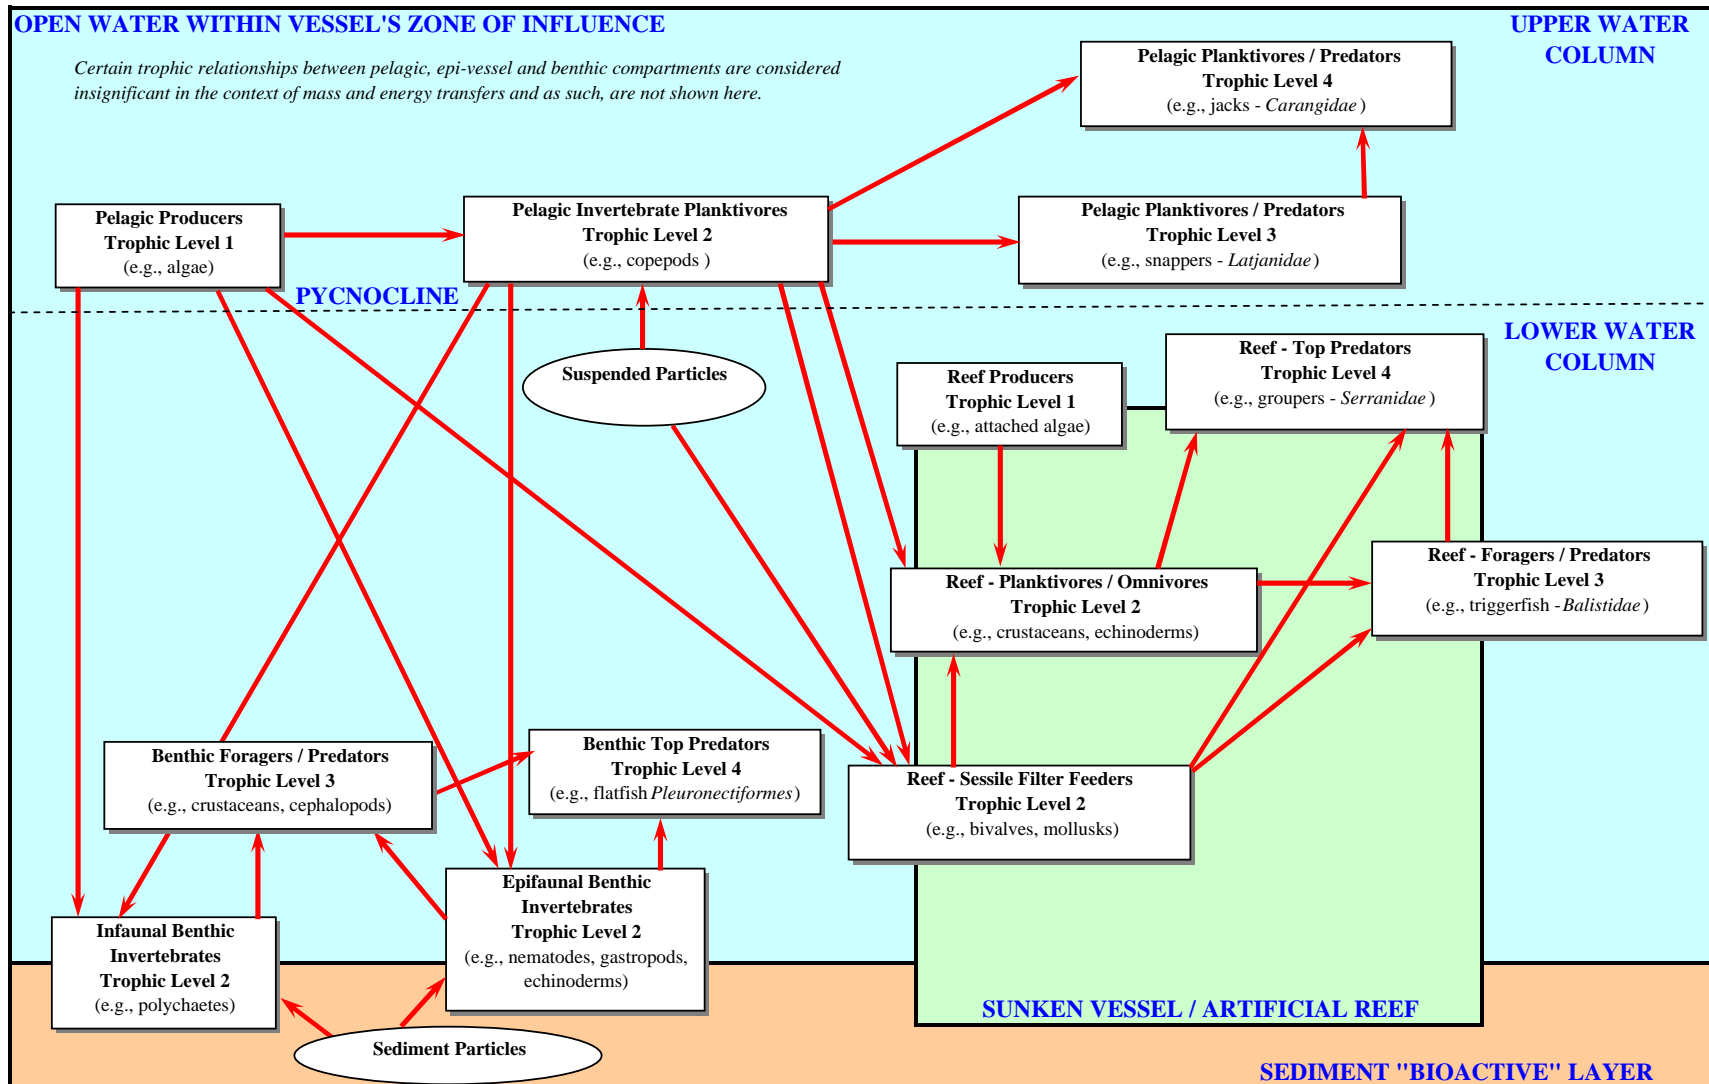 OPEN WATER WITHIN VESSEL'S ZONE OF INFLUENCE
UPPER WATER
COLUMN
Certain trophic relationships between pelagic, epi-vessel and benthic compartments are considered
insignificant in the context of mass and energy transfers and as such, are not shown here.
Pelagic Planktivores / Predators
Trophic Level 4
(e.g., jacks - Carangidae )
Pelagic Producers
Trophic Level 1
(e.g., algae)
Pelagic Invertebrate Planktivores
Trophic Level 2
(e.g., copepods )
Pelagic Planktivores / Predators
Trophic Level 3
(e.g., snappers - Latjanidae )
PYCNOCLINE
LOWER WATER
COLUMN
Suspended Particles
Reef Producers
Trophic Level 1
(e.g., attached algae)
Reef - Top Predators
Trophic Level 4
(e.g., groupers - Serranidae )
Reef - Planktivores / Omnivores
Trophic Level 2
(e.g., crustaceans, echinoderms)
Reef - Foragers / Predators
Trophic Level 3
(e.g., triggerfish - Balistidae )
Benthic Foragers / Predators
Trophic Level 3
(e.g., crustaceans, cephalopods)
Benthic Top Predators
Trophic Level 4
(e.g., flatfish Pleuronectiformes )
Reef - Sessile Filter Feeders
Trophic Level 2
(e.g., bivalves, mollusks)
Infaunal Benthic
Invertebrates
Trophic Level 2
(e.g., polychaetes)
Epifaunal Benthic
Invertebrates
Trophic Level 2
(e.g., nematodes, gastropods,
echinoderms)
SUNKEN VESSEL / ARTIFICIAL REEF
Sediment Particles
SEDIMENT "BIOACTIVE" LAYER